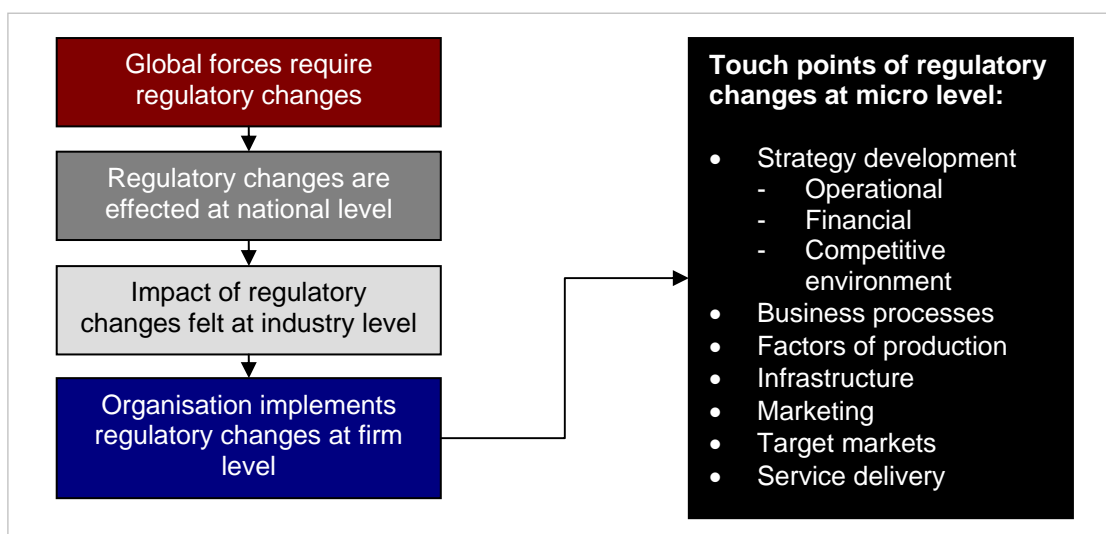 Global forces require
regulatory changes
Regulatory changes are
effected at national level
Impact of regulatory
changes felt at industry level
Organisation implements
regulatory changes at firm
level
Touch points of regulatory
changes at micro level:
• Strategy development
- Operational
- Financial
- Competitive
environment
• Business processes
• Factors of production
• Infrastructure
• Marketing
• Target markets
• Service delivery